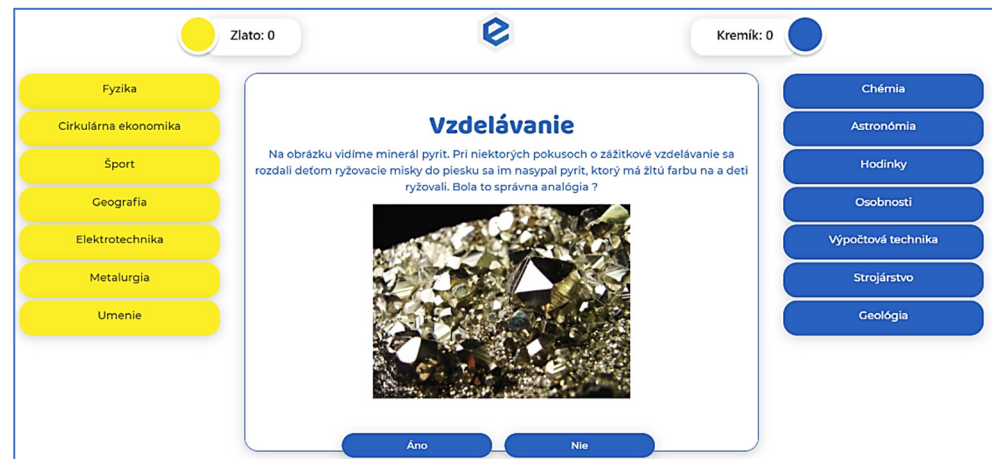 Zlato: 0
Kremík: 0
Fyzika
Cirkulárna ekonomika
Šport
Geografia
Elektrotechnika
Metalurgia
Umenie
Vzdelávanie
Na obrázku vidíme minerál pyrit. Pri niektorých pokusoch o zážitkové vzdelávanie sa
rozdali deťom ryžovacie misky do piesku sa im nasypal pyrit, ktorý má žltú farbu na a deti
ryžovali. Bola to správna analógia ?
Áno
Nie
Chémia
Astronómia
Hodinky
Osobnosti
Výpočtová technika
Strojárstvo
Geológia